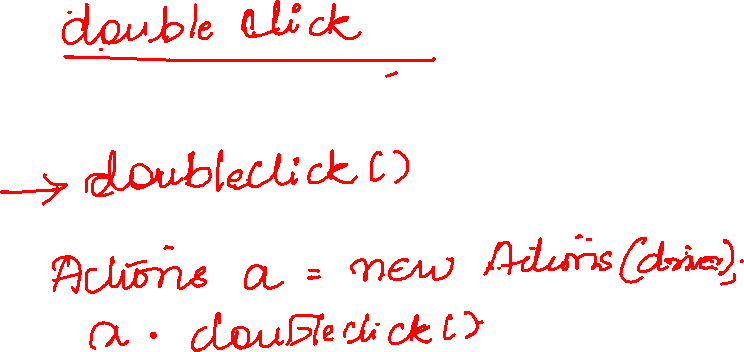 double click
→ doubleclick()
Actions a = new Actions(driver);
a. doubleclick()